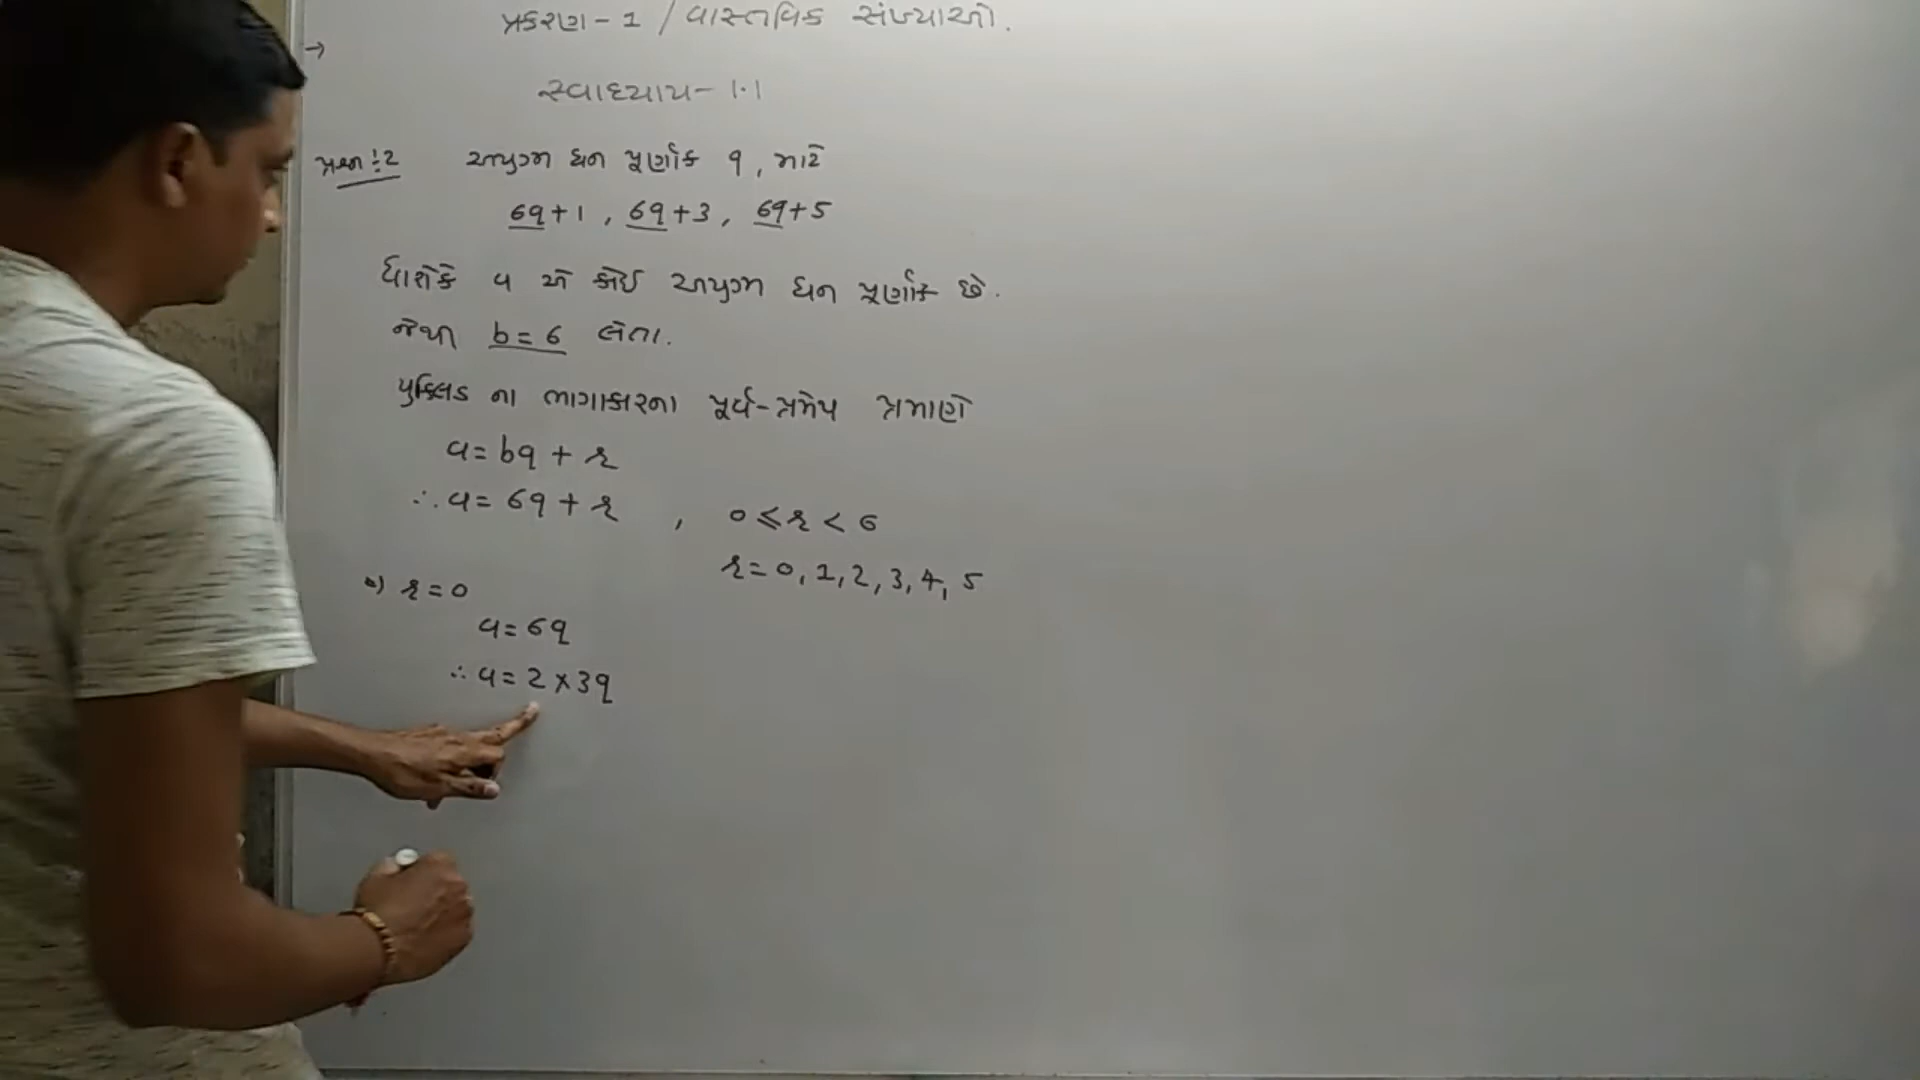 પ્રકરણ - 1 / વાસ્તવિક સંખ્યાઓ.
→
સ્વાધ્યાય - 1.1
પ્રશ્ન : 2 અયુગ્મ ધન પૂર્ણાંક q, માટે
6q + 1, 6q + 3, 6q + 5
ધારોકે a એ કોઈ અયુગ્મ ધન પૂર્ણાંક છે.
જેથી b = 6 લેતા.
યુક્લિડ ના ભાગાકારના પૂર્વ-પ્રમેય પ્રમાણે
a = bq + r
∴ a = 6q + r , 0 ⩽ r < 6
r = 0, 1, 2, 3, 4, 5
r = 0
a = 6q
∴ a = 2 × 3q